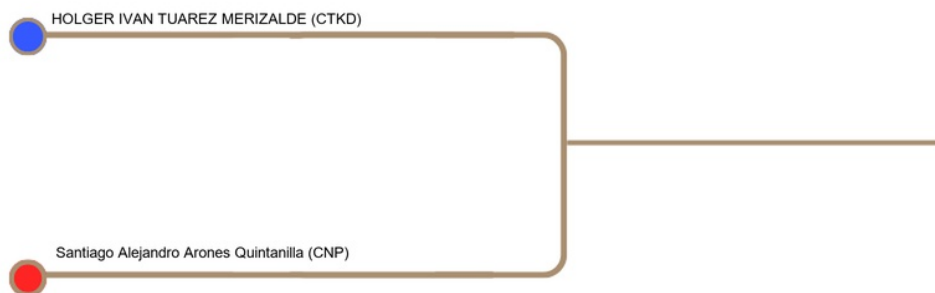 HOLGER IVAN TUAREZ MERIZALDE (CTKD)
Santiago Alejandro Arones Quintanilla (CNP)